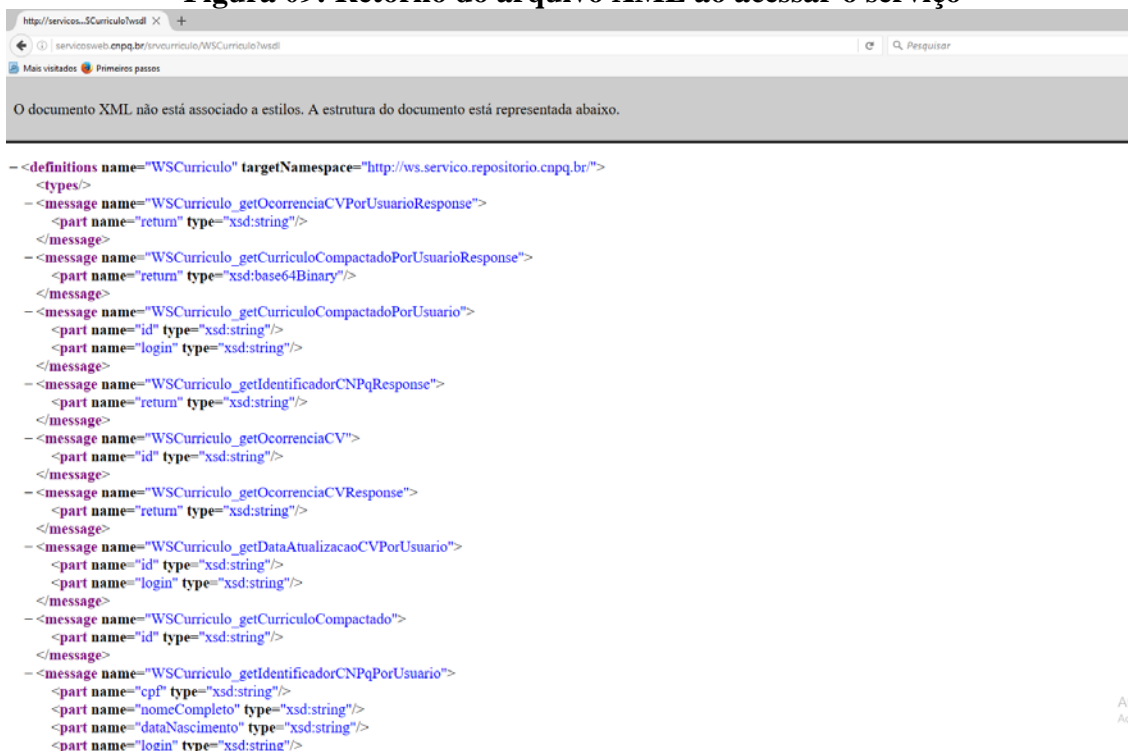 Figura 09: Retorno do arquivo XML ao acessar o serviço
http://servicos...SCurriculo?wsdl × +
servicosweb.cnpq.br/srvcurriculo/WSCurriculo?wsdl Pesquisar
Mais visitados Primeiros passos
O documento XML não está associado a estilos. A estrutura do documento está representada abaixo.
−<definitions name="WSCurriculo" targetNamespace="http://ws.servico.repositorio.cnpq.br/">
<types/>
−<message name="WSCurriculo_getOcorrenciaCVPorUsuarioResponse">
<part name="return" type="xsd:string"/>
</message>
−<message name="WSCurriculo_getCurriculoCompactadoPorUsuarioResponse">
<part name="return" type="xsd:base64Binary"/>
</message>
−<message name="WSCurriculo_getCurriculoCompactadoPorUsuario">
<part name="id" type="xsd:string"/>
<part name="login" type="xsd:string"/>
</message>
−<message name="WSCurriculo_getIdentificadorCNPqResponse">
<part name="return" type="xsd:string"/>
</message>
−<message name="WSCurriculo_getOcorrenciaCV">
<part name="id" type="xsd:string"/>
</message>
−<message name="WSCurriculo_getOcorrenciaCVResponse">
<part name="return" type="xsd:string"/>
</message>
−<message name="WSCurriculo_getDataAtualizacaoCVPorUsuario">
<part name="id" type="xsd:string"/>
<part name="login" type="xsd:string"/>
</message>
−<message name="WSCurriculo_getCurriculoCompactado">
<part name="id" type="xsd:string"/>
</message>
−<message name="WSCurriculo_getIdentificadorCNPqPorUsuario">
<part name="cpf" type="xsd:string"/>
<part name="nomeCompleto" type="xsd:string"/>
<part name="dataNascimento" type="xsd:string"/>
<part name="login" type="xsd:string"/>